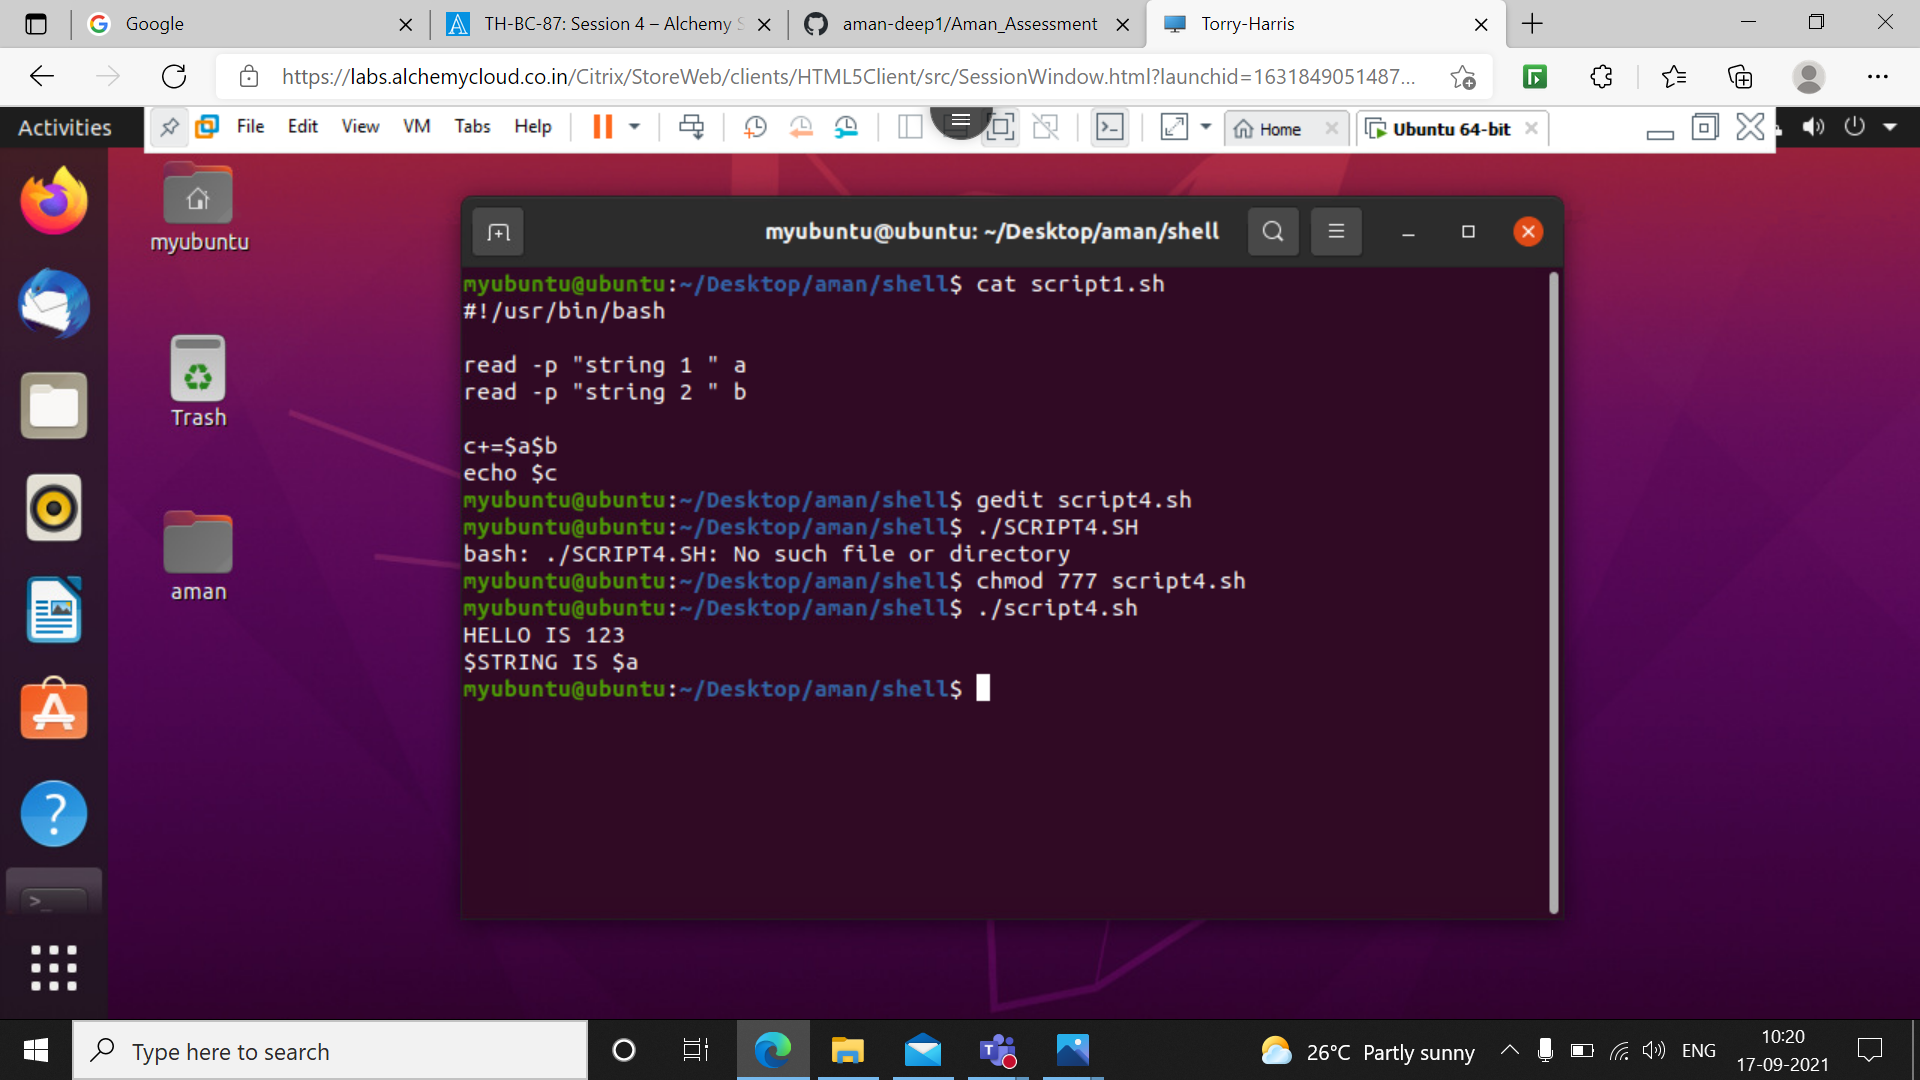 Google
TH-BC-87: Session 4 – Alchemy S
aman-deep1/Aman_Assessment
Torry-Harris
https://labs.alchemycloud.co.in/Citrix/StoreWeb/clients/HTML5Client/src/SessionWindow.html?launchid=1631849051487...
Activities
File Edit View VM Tabs Help
Home
Ubuntu 64-bit
myubuntu
Trash
aman
myubuntu@ubuntu: ~/Desktop/aman/shell
myubuntu@ubuntu:~/Desktop/aman/shell$ cat script1.sh
#!/usr/bin/bash
read -p "string 1 " a
read -p "string 2 " b
c+=$a$b
echo $c
myubuntu@ubuntu:~/Desktop/aman/shell$ gedit script4.sh
myubuntu@ubuntu:~/Desktop/aman/shell$ ./SCRIPT4.SH
bash: ./SCRIPT4.SH: No such file or directory
myubuntu@ubuntu:~/Desktop/aman/shell$ chmod 777 script4.sh
myubuntu@ubuntu:~/Desktop/aman/shell$ ./script4.sh
HELLO IS 123
$STRING IS $a
myubuntu@ubuntu:~/Desktop/aman/shell$
Type here to search
26°C Partly sunny
ENG
10:20
17-09-2021